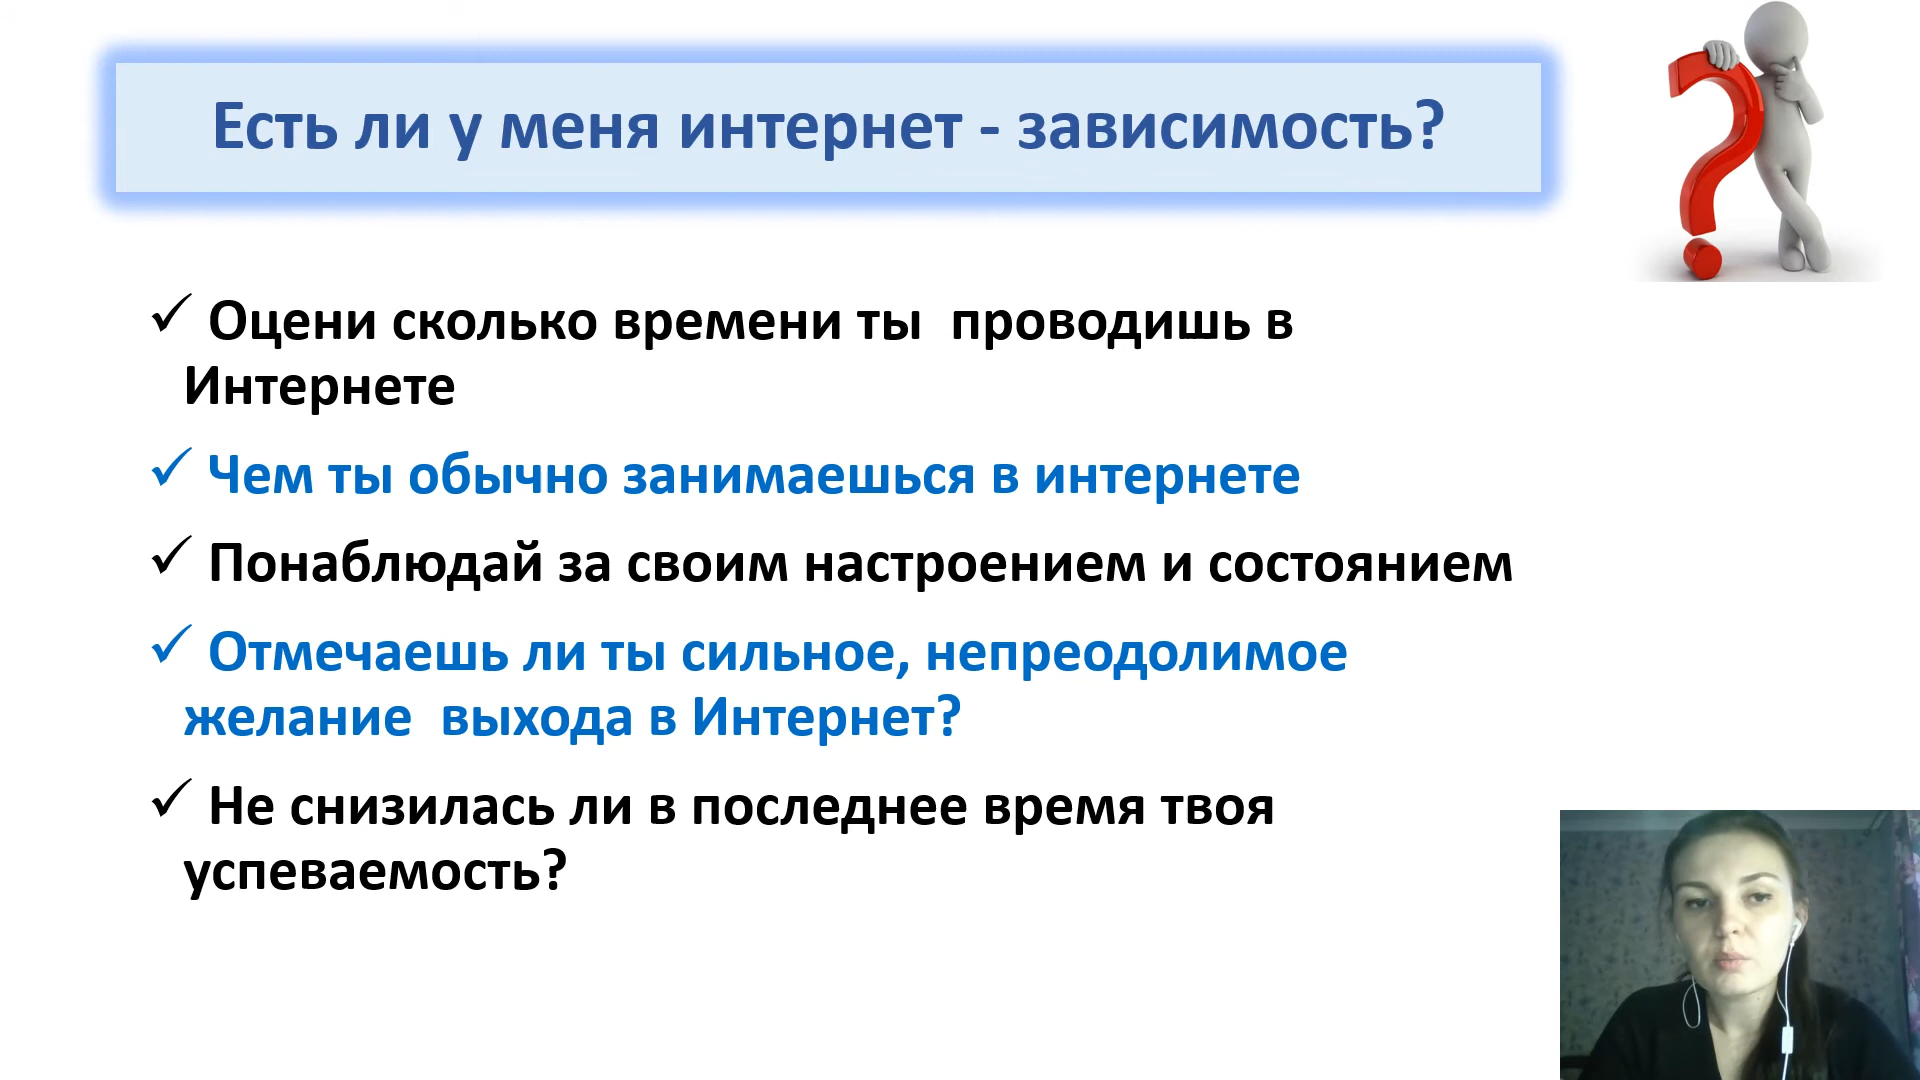 Есть ли у меня интернет - зависимость?
✓ Оцени сколько времени ты  проводишь в
Интернете
✓ Чем ты обычно занимаешься в интернете
✓ Понаблюдай за своим настроением и состоянием
✓ Отмечаешь ли ты сильное, непреодолимое
желание  выхода в Интернет?
✓ Не снизилась ли в последнее время твоя
успеваемость?